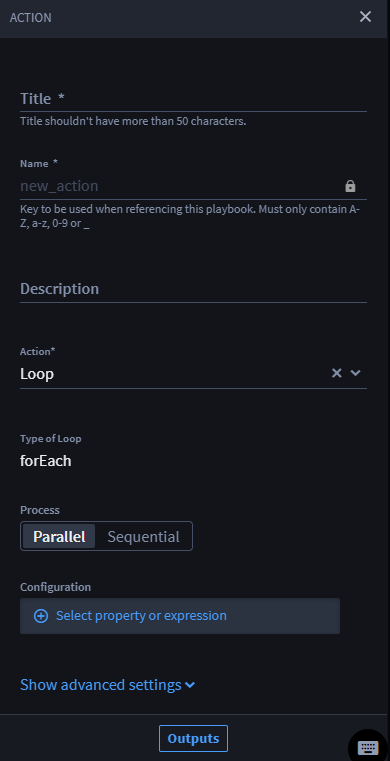 ACTION
Title *
Title shouldn't have more than 50 characters.
Name *
new_action
Key to be used when referencing this playbook. Must only contain A-
Z, a-z, 0-9 or _
Description
Action*
Loop
Type of Loop
forEach
Process
Parallel Sequential
Configuration
Select property or expression
Show advanced settings
Outputs